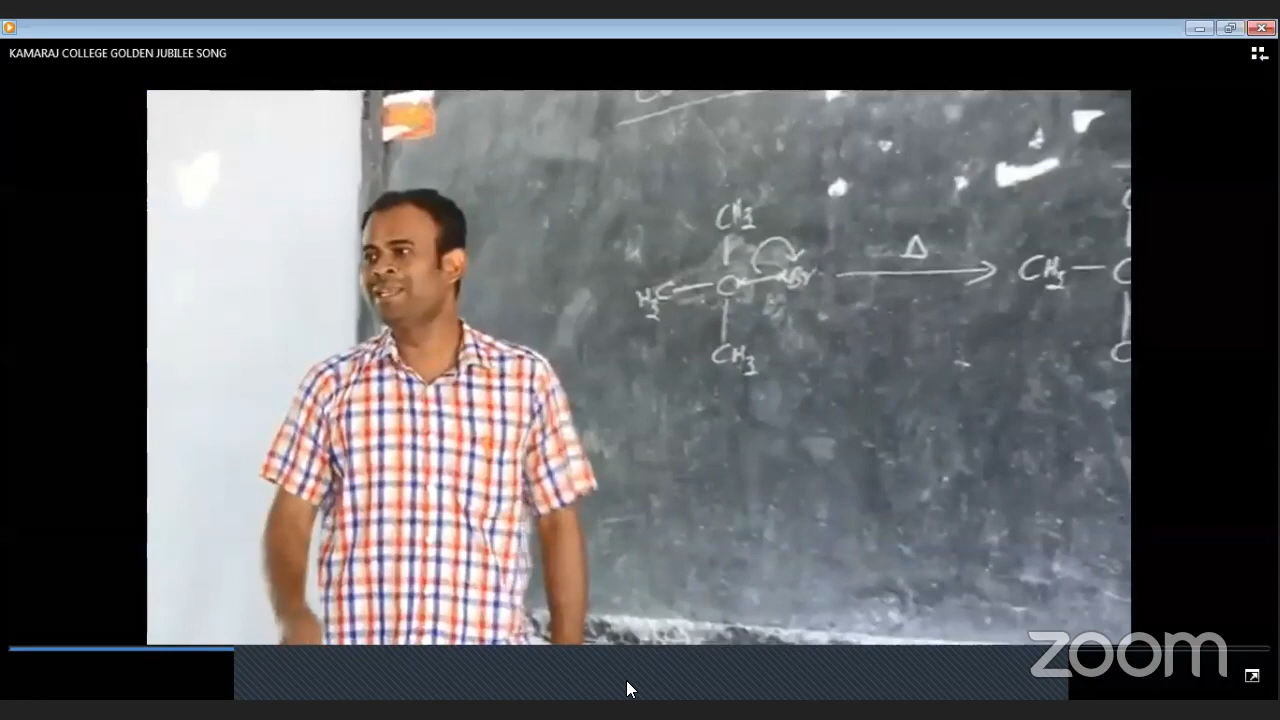 KAMARAJ COLLEGE GOLDEN JUBILEE SONG
CH3
H3C C Br Δ CH3 C
CH3
zoom